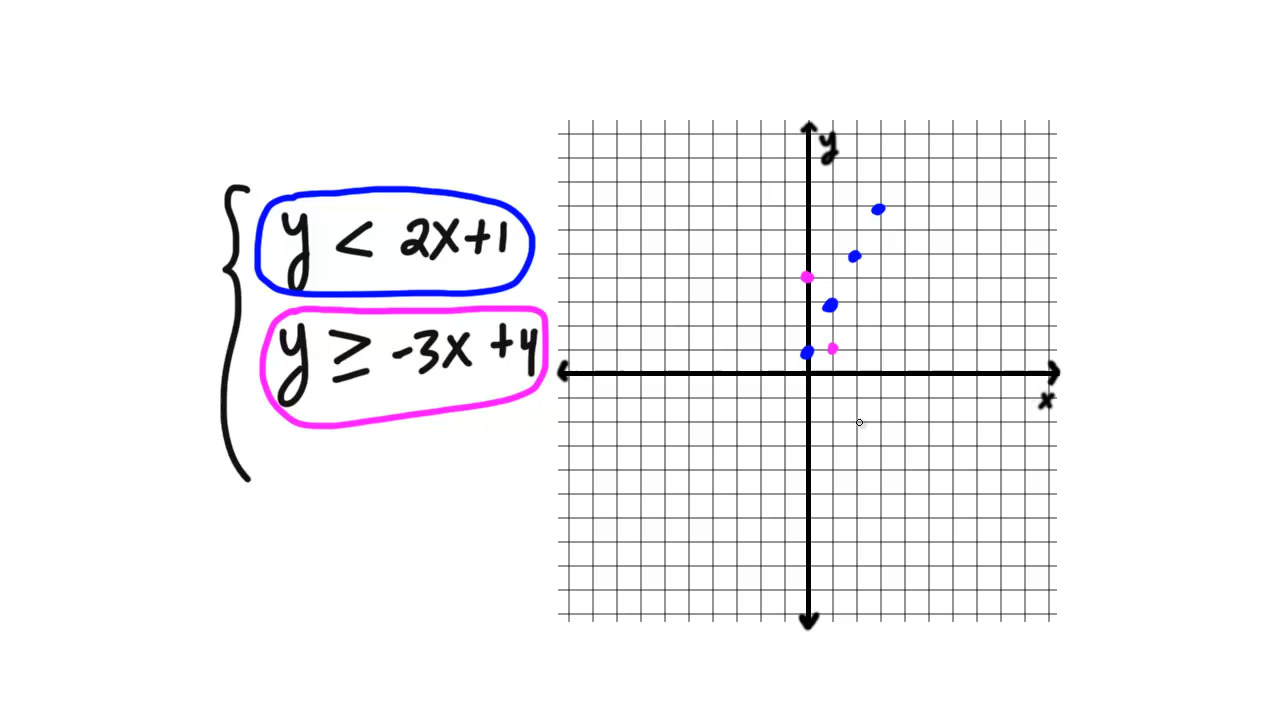 y < 2x+1
y ≥ -3x +4
y
x